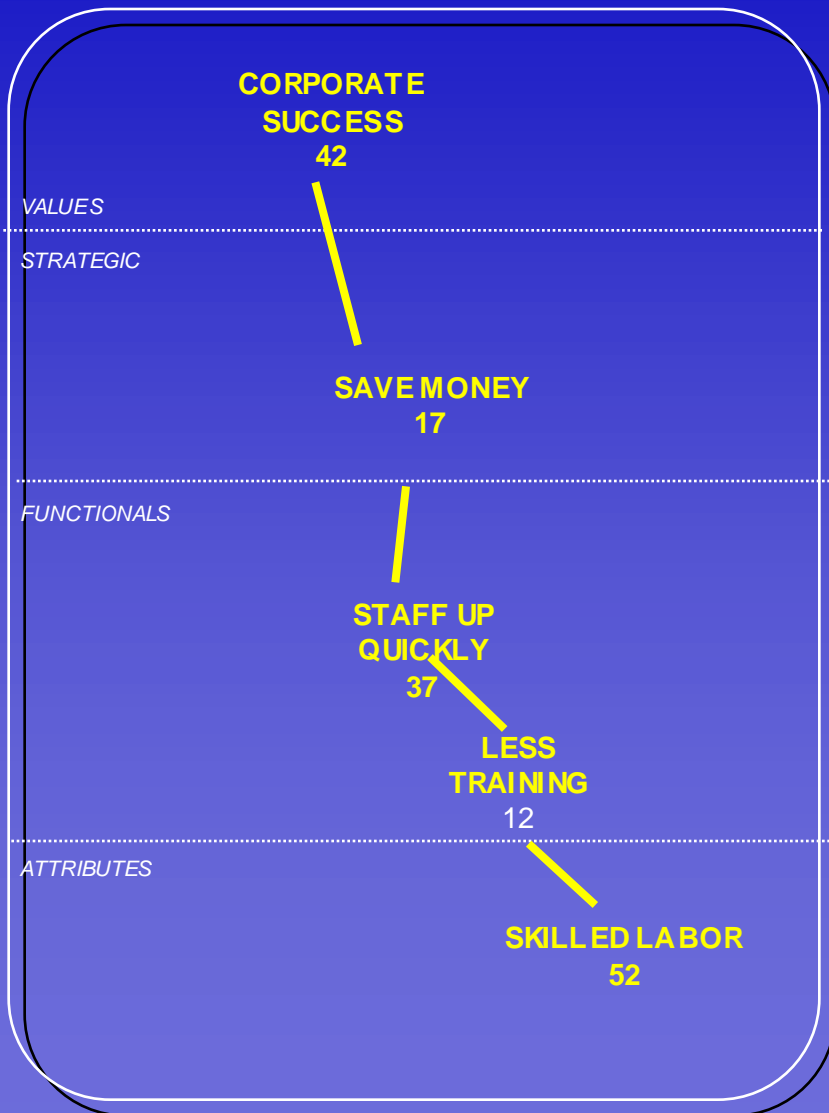 CORPORATE
SUCCESS
42
VALUES
STRATEGIC
SAVE MONEY
17
FUNCTIONALS
STAFF UP
QUICKLY
37
LESS
TRAINING
12
ATTRIBUTES
SKILLED LABOR
52